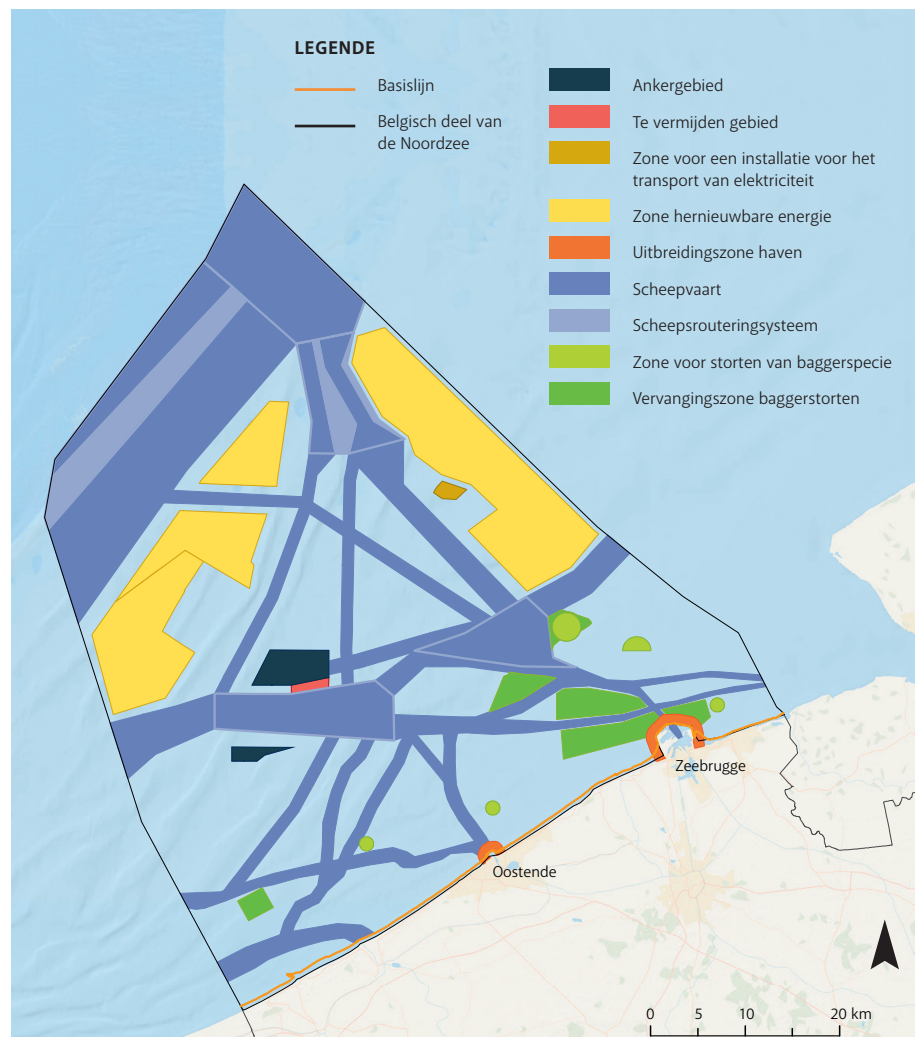 LEGENDE
Basislijn
Belgisch deel van
de Noordzee
Ankergebied
Te vermijden gebied
Zone voor een installatie voor het
transport van elektriciteit
Zone hernieuwbare energie
Uitbreidingszone haven
Scheepvaart
Scheepsrouteringsysteem
Zone voor storten van baggerspecie
Vervangingszone baggerstorten
Zeebrugge
Oostende
0 5 10 20 km